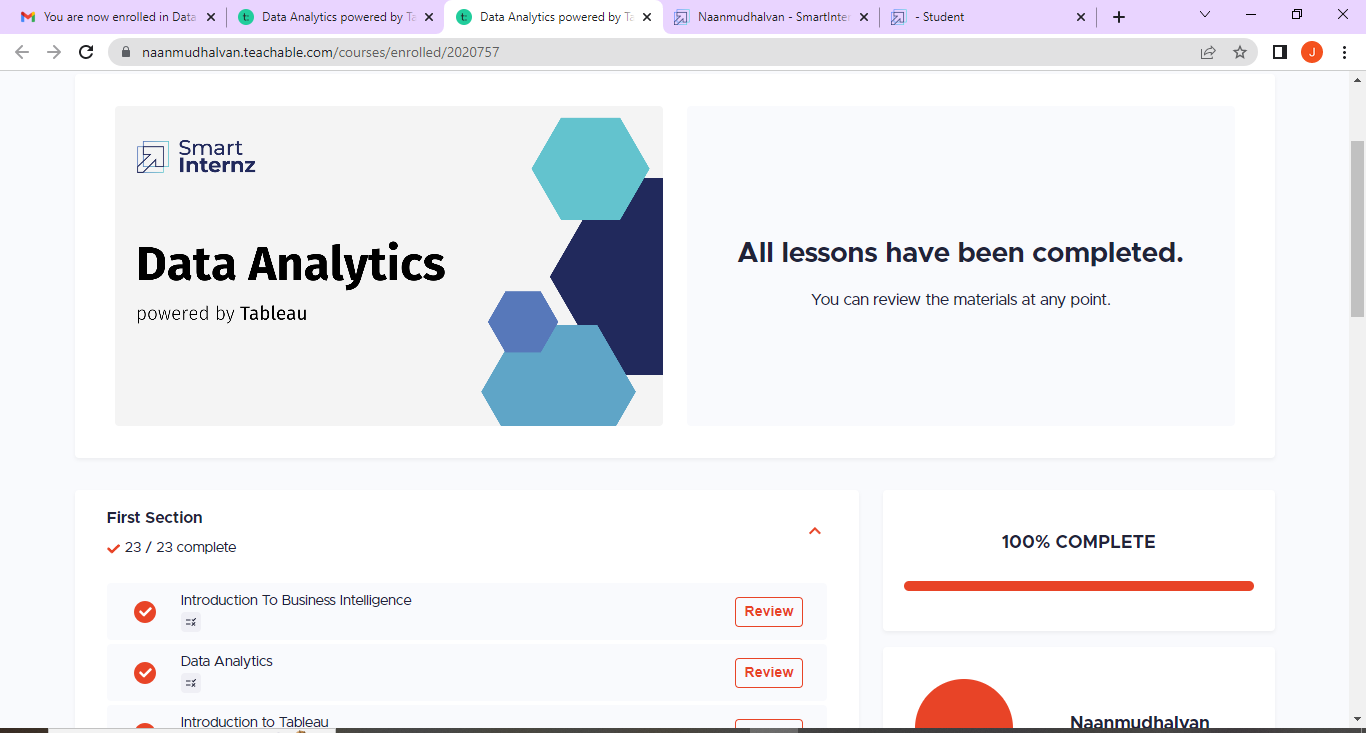 You are now enrolled in Data
Data Analytics powered by Ta
Data Analytics powered by Ta
Naanmudhalvan - SmartInter
- Student
naanmudhalvan.teachable.com/courses/enrolled/2020757
J
Smart
Internz
Data Analytics
powered by Tableau
All lessons have been completed.
You can review the materials at any point.
First Section
23 / 23 complete
100% COMPLETE
Introduction To Business Intelligence
Review
Data Analytics
Review
Introduction to Tableau
Naanmudhalvan